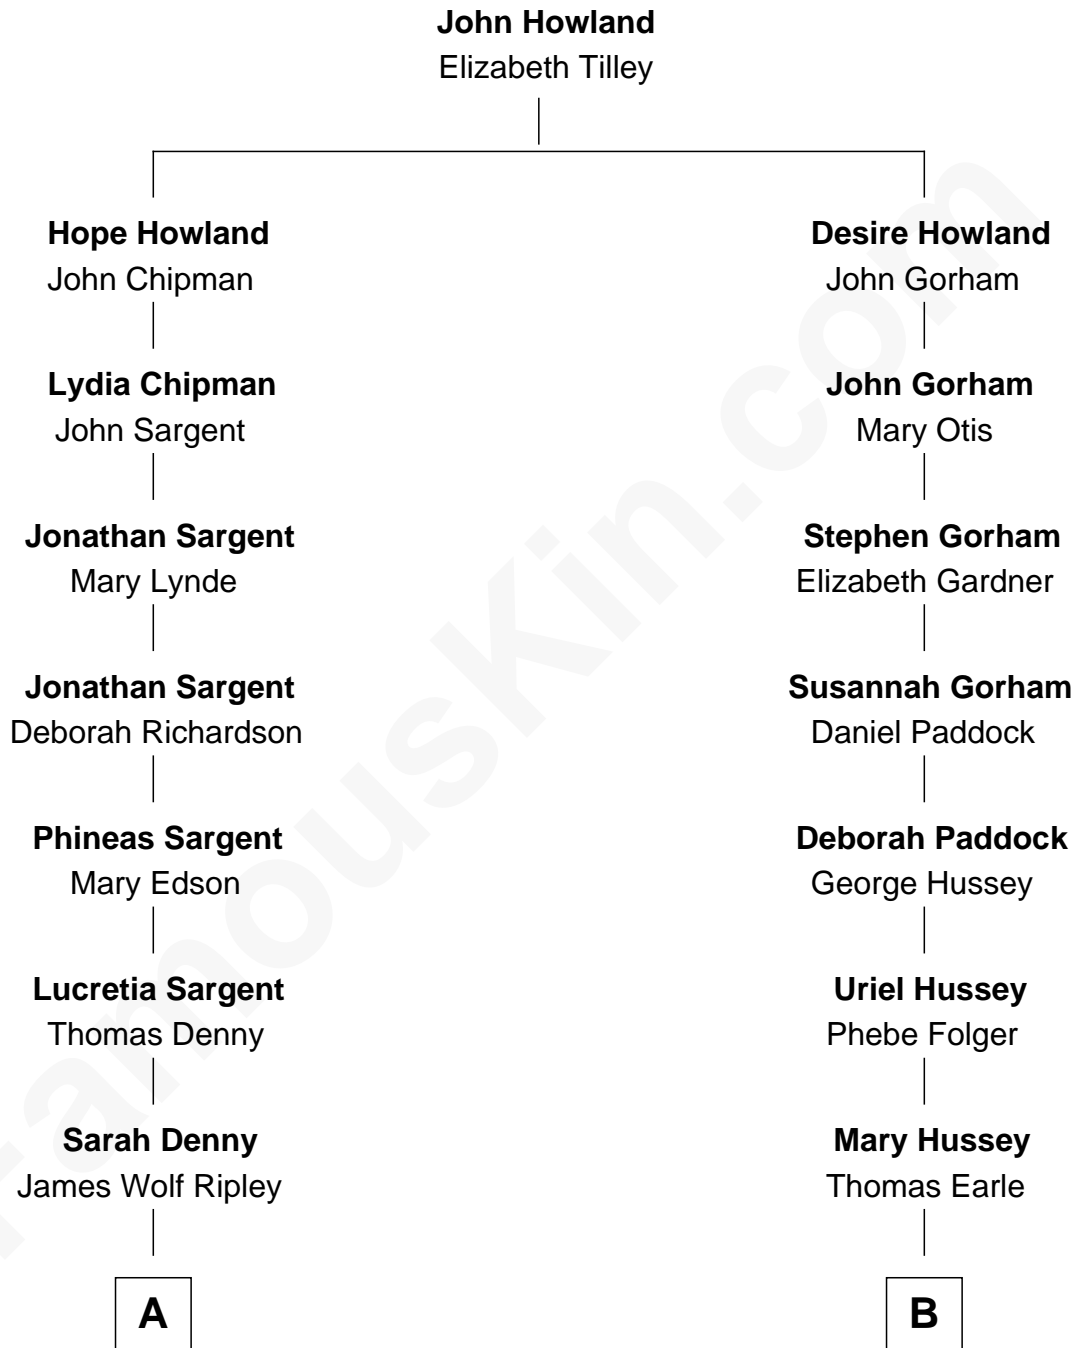 John Howland
Elizabeth Tilley
Hope Howland
John Chipman
Desire Howland
John Gorham
Lydia Chipman
John Sargent
John Gorham
Mary Otis
Jonathan Sargent
Mary Lynde
Stephen Gorham
Elizabeth Gardner
Jonathan Sargent
Deborah Richardson
Susannah Gorham
Daniel Paddock
Phineas Sargent
Mary Edson
Deborah Paddock
George Hussey
Lucretia Sargent
Thomas Denny
Uriel Hussey
Phebe Folger
Sarah Denny
James Wolf Ripley
Mary Hussey
Thomas Earle
A
B
FamousKin.com